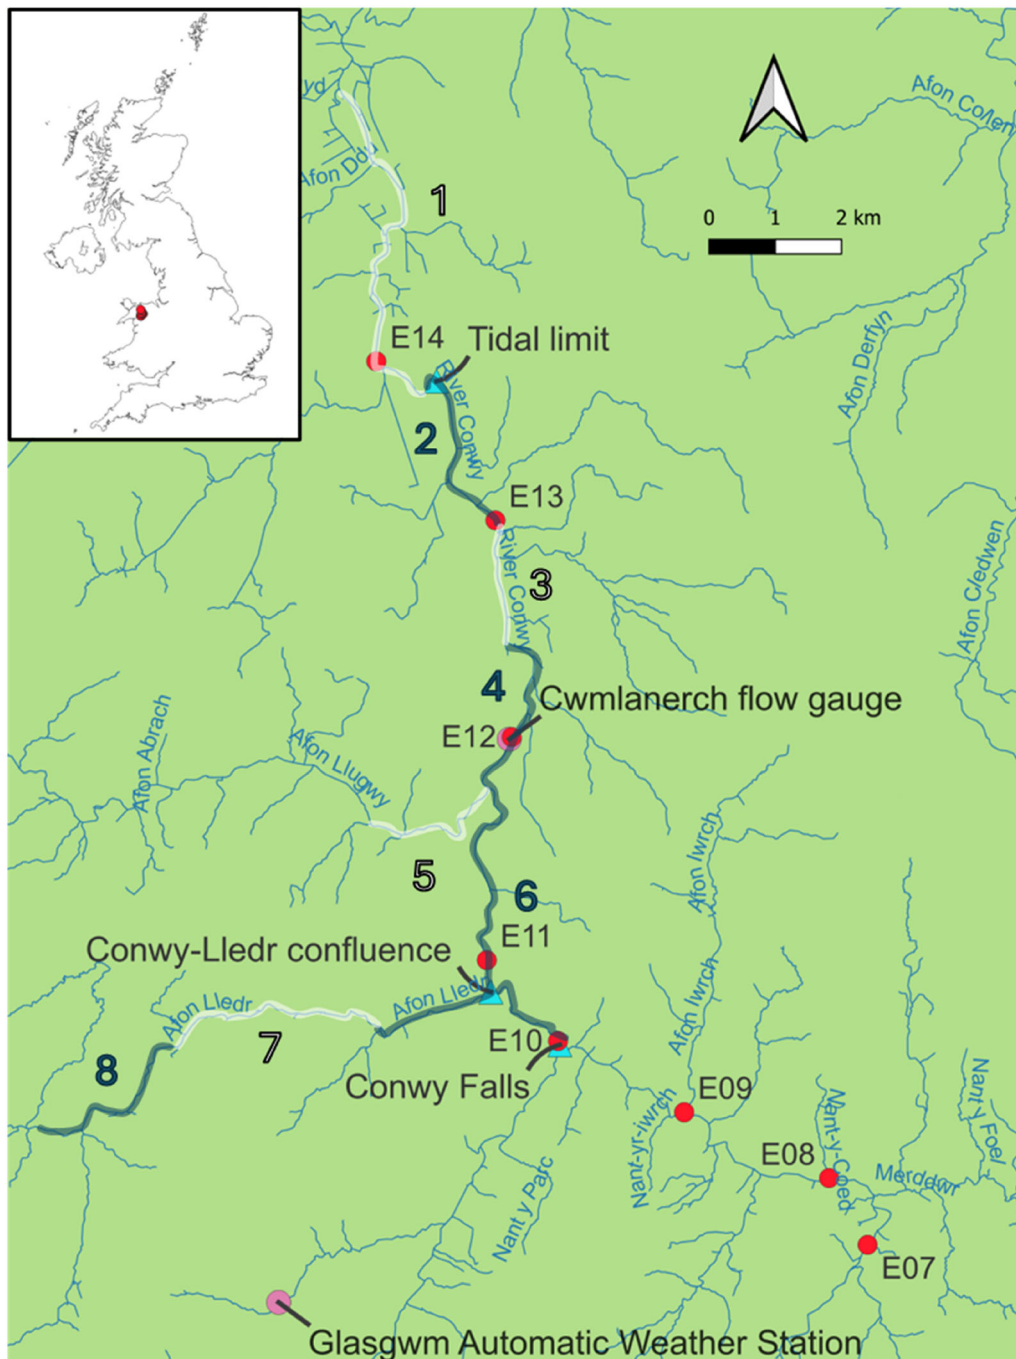 yd
Afon Ddu
Afon Collen
1
0 1 2 km
E14
Tidal limit
River Conwy
2
Afon Derfyn
E13
River Conwy
3
Afon Cledwen
4
Cwmlanerch flow gauge
E12
Afon Abrach
Afon Llugwy
Afon Iwrch
5
6
E11
Conwy-Lledr confluence
Afon Lledr
Afon Lledr
Afon Iwrch
7
8
E10
Conwy Falls
E09
Nant-yr-iwrch
Nant-y-Coed
Nant y Foel
E08
Merddwr
Nant y Parc
E07
Glasgwm Automatic Weather Station